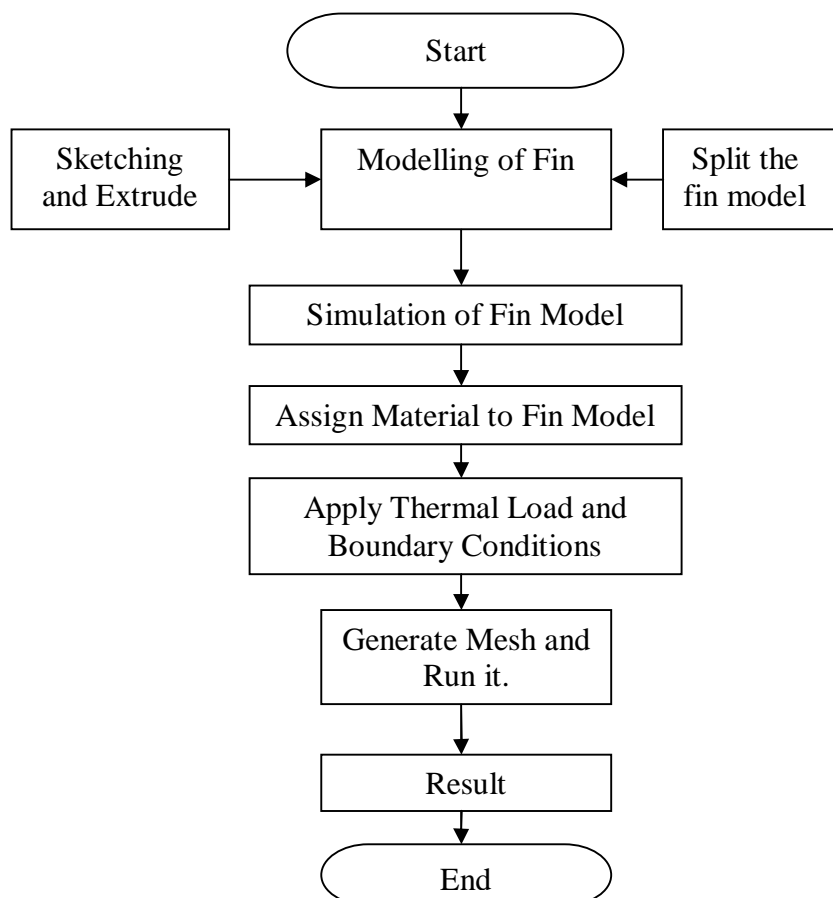 Start
Sketching
and Extrude
Modelling of Fin
Split the
fin model
Simulation of Fin Model
Assign Material to Fin Model
Apply Thermal Load and
Boundary Conditions
Generate Mesh and
Run it.
Result
End